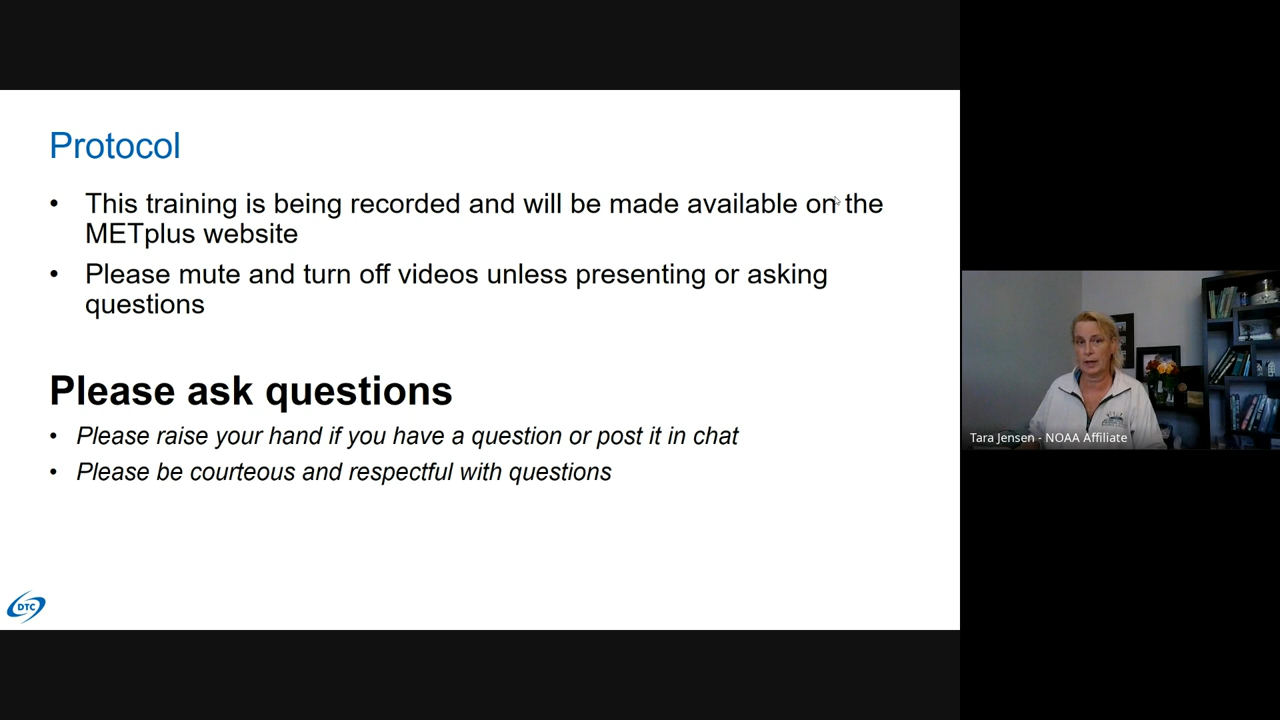 Protocol
• This training is being recorded and will be made available on the
METplus website
• Please mute and turn off videos unless presenting or asking
questions
Please ask questions
• Please raise your hand if you have a question or post it in chat
• Please be courteous and respectful with questions
DTC
Tara Jensen - NOAA Affiliate